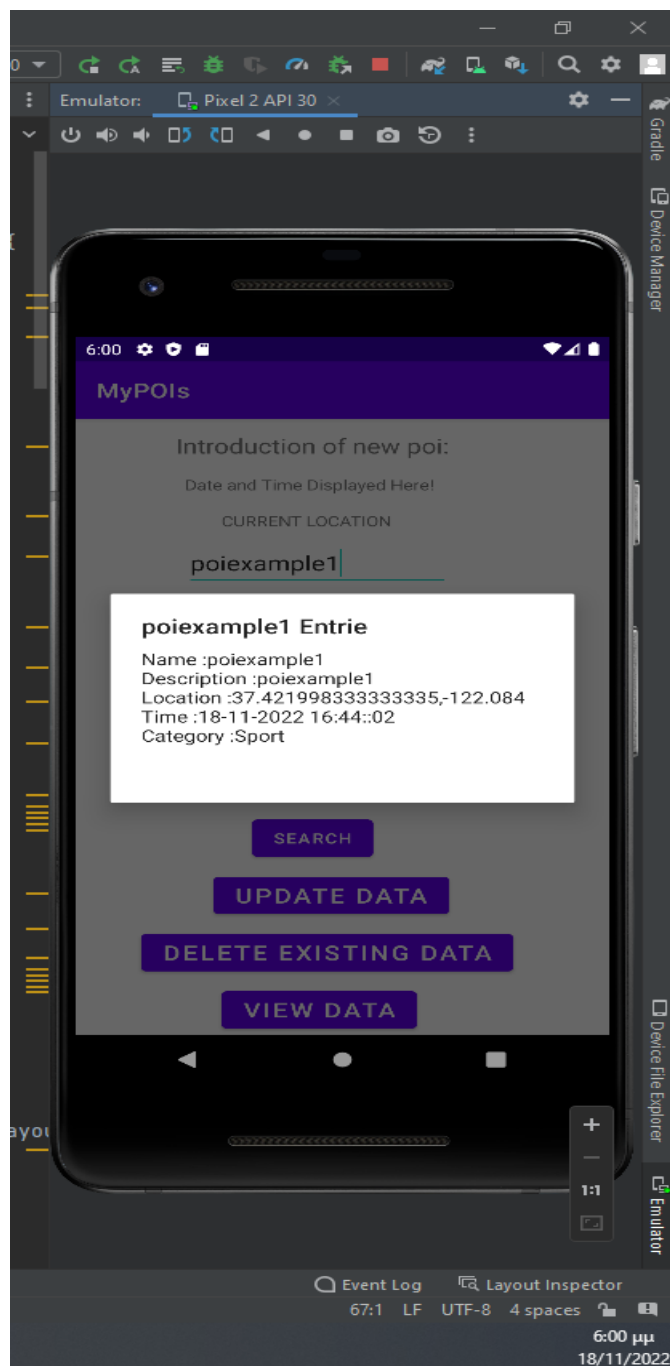 Emulator: Pixel 2 API 30
Gradle
Device Manager
6:00
MyPOIs
Introduction of new poi:
Date and Time Displayed Here!
CURRENT LOCATION
poiexample1
poiexample1 Entrie
Name :poiexample1
Description :poiexample1
Location :37.421998333333335,-122.084
Time :18-11-2022 16:44::02
Category :Sport
SEARCH
UPDATE DATA
DELETE EXISTING DATA
VIEW DATA
Device File Explorer
1:1
Emulator
Event Log Layout Inspector
67:1 LF UTF-8 4 spaces
6:00 μμ
18/11/2022